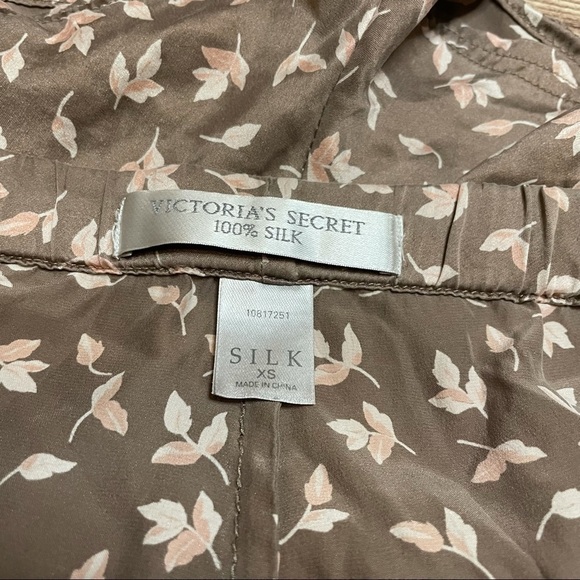 VICTORIA'S SECRET
100% SILK
10817251
SILK
XS
MADE IN CHINA